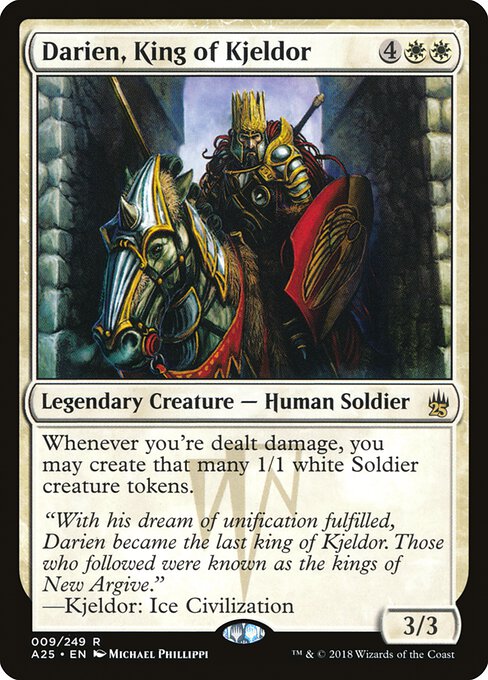 Darien, King of Kjeldor 4
Legendary Creature — Human Soldier
25
Whenever you're dealt damage, you
may create that many 1/1 white Soldier
creature tokens.
“With his dream of unification fulfilled,
Darien became the last king of Kjeldor. Those
who followed were known as the kings of
New Argive.”
—Kjeldor: Ice Civilization
3/3
009/249 R
A25 • EN Michael Phillippi
™ & © 2018 Wizards of the Coast